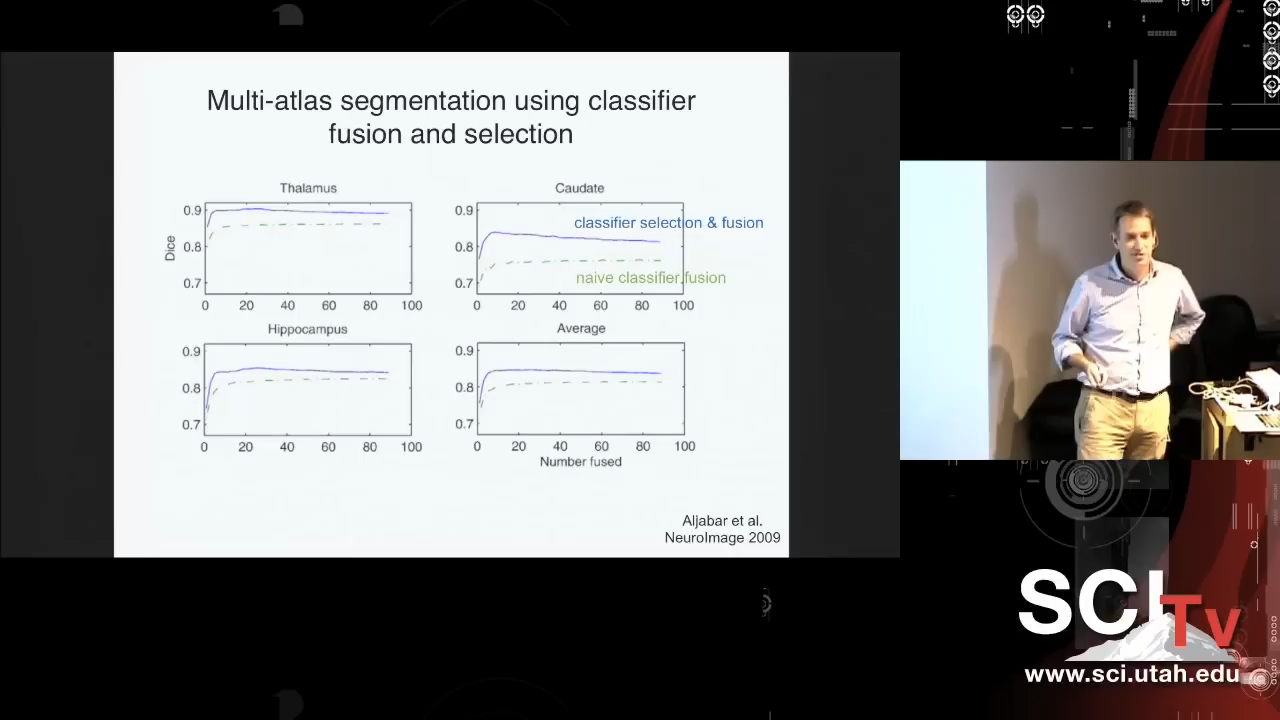 Multi-atlas segmentation using classifier
fusion and selection
Thalamus
Dice
0.9
0.8
0.7
0 20 40 60 80 100
Caudate
0.9
0.8
0.7
classifier selection & fusion
naive classifier fusion
0 20 40 60 80 100
Hippocampus
0.9
0.8
0.7
0 20 40 60 80 100
Average
0.9
0.8
0.7
0 20 40 60 80 100
Number fused
Aljabar et al.
NeuroImage 2009
SCI
Tv
www.sci.utah.edu